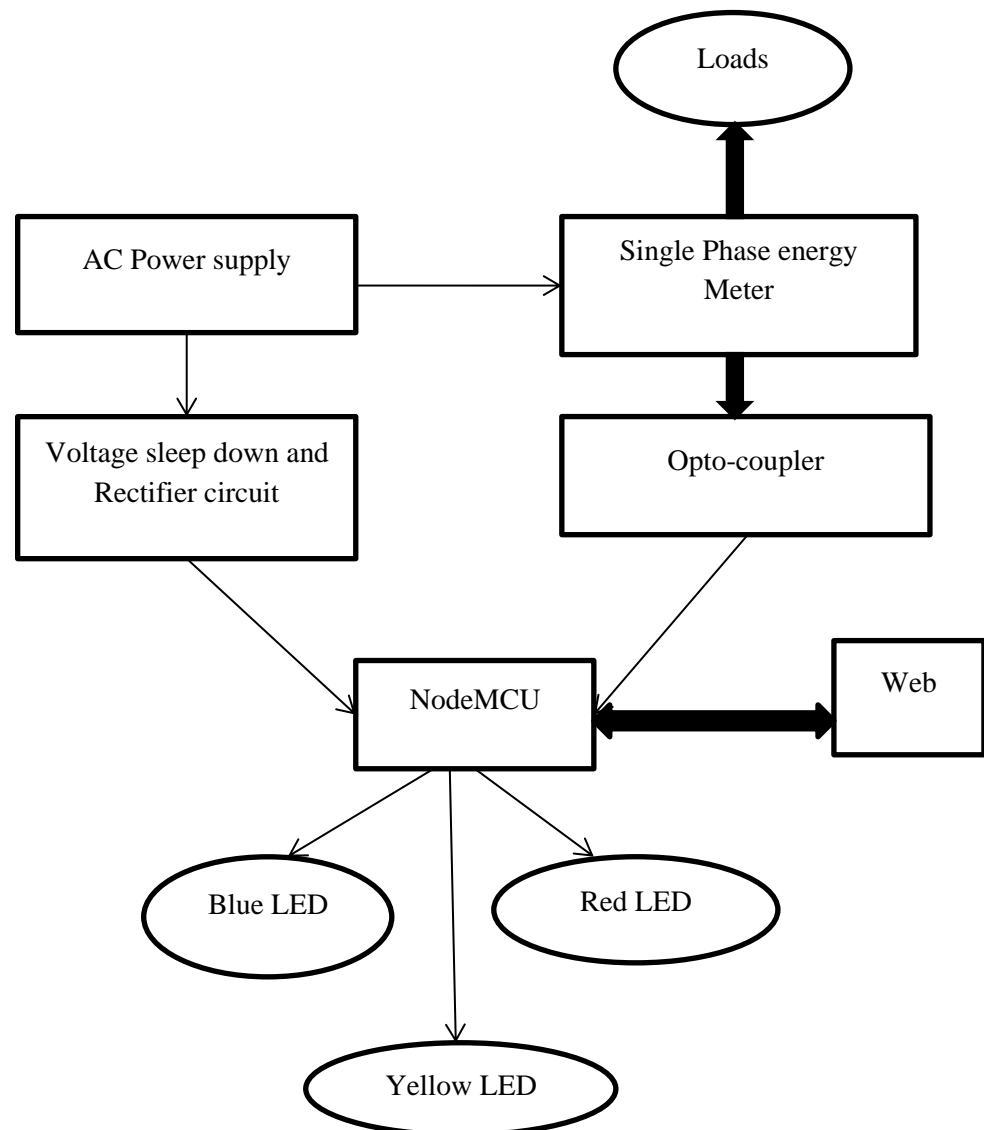 Loads
AC Power supply
Single Phase energy
Meter
Voltage sleep down and
Rectifier circuit
Opto-coupler
NodeMCU
Web
Blue LED
Red LED
Yellow LED